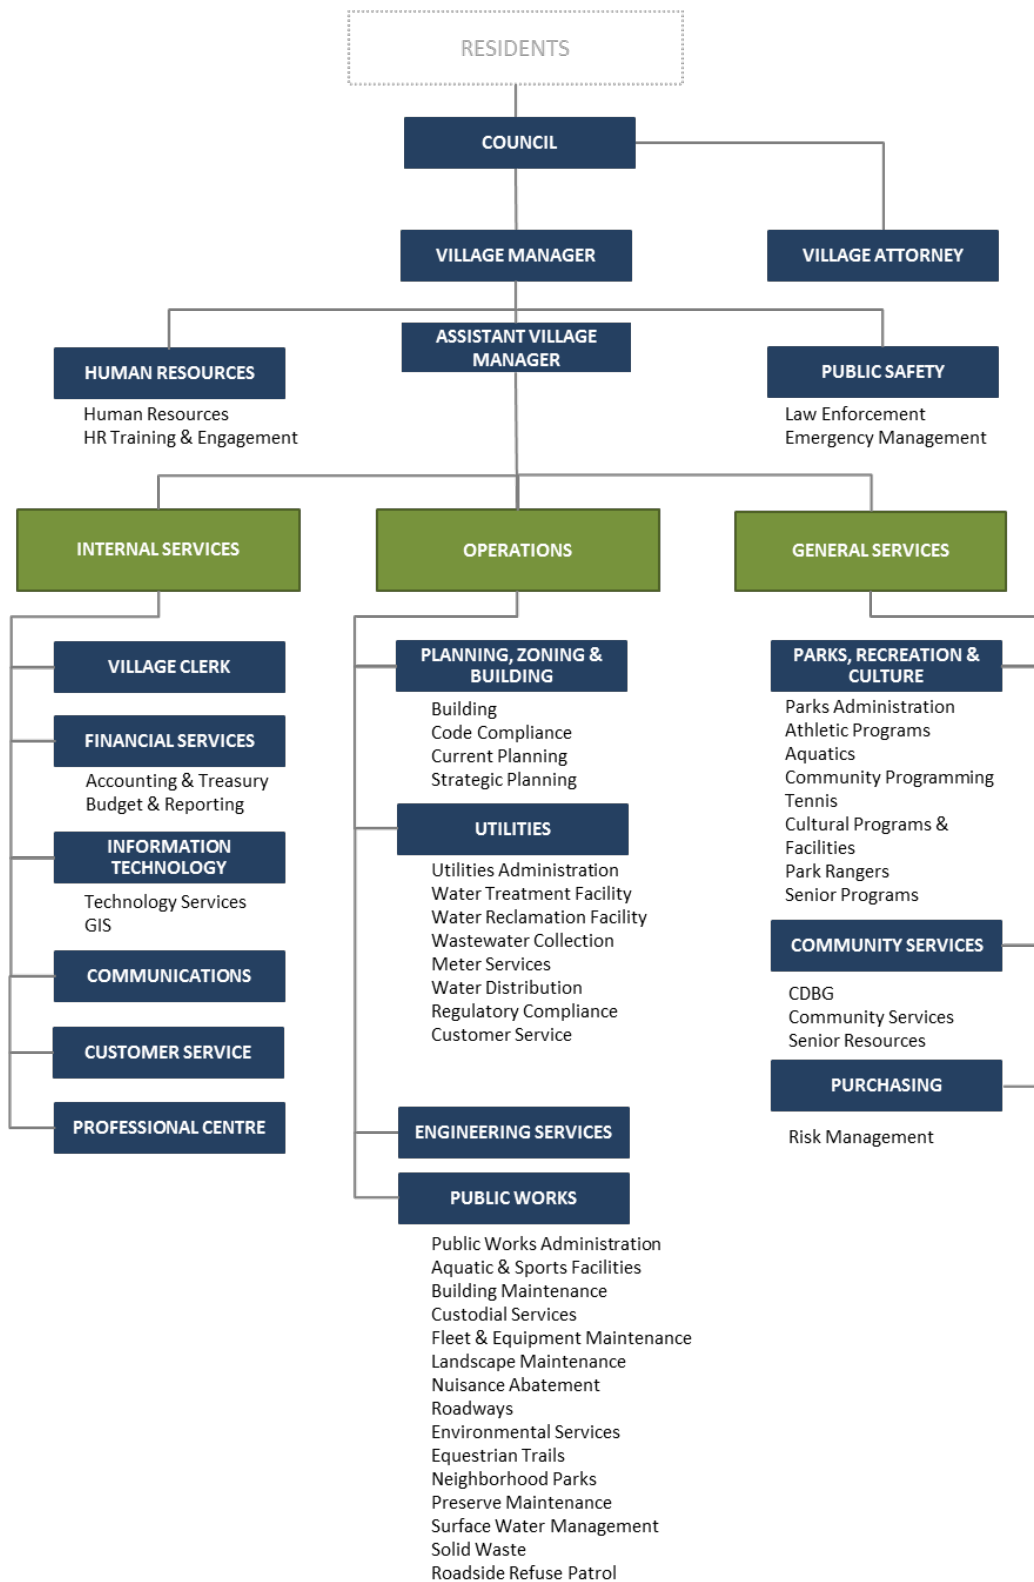 RESIDENTS
COUNCIL
VILLAGE MANAGER
VILLAGE ATTORNEY
ASSISTANT VILLAGE
MANAGER
HUMAN RESOURCES
Human Resources
HR Training & Engagement
PUBLIC SAFETY
Law Enforcement
Emergency Management
INTERNAL SERVICES
OPERATIONS
GENERAL SERVICES
VILLAGE CLERK
FINANCIAL SERVICES
Accounting & Treasury
Budget & Reporting
INFORMATION
TECHNOLOGY
Technology Services
GIS
COMMUNICATIONS
CUSTOMER SERVICE
PROFESSIONAL CENTRE
PLANNING, ZONING &
BUILDING
Building
Code Compliance
Current Planning
Strategic Planning
UTILITIES
Utilities Administration
Water Treatment Facility
Water Reclamation Facility
Wastewater Collection
Meter Services
Water Distribution
Regulatory Compliance
Customer Service
ENGINEERING SERVICES
PUBLIC WORKS
Public Works Administration
Aquatic & Sports Facilities
Building Maintenance
Custodial Services
Fleet & Equipment Maintenance
Landscape Maintenance
Nuisance Abatement
Roadways
Environmental Services
Equestrian Trails
Neighborhood Parks
Preserve Maintenance
Surface Water Management
Solid Waste
Roadside Refuse Patrol
PARKS, RECREATION &
CULTURE
Parks Administration
Athletic Programs
Aquatics
Community Programming
Tennis
Cultural Programs &
Facilities
Park Rangers
Senior Programs
COMMUNITY SERVICES
CDBG
Community Services
Senior Resources
PURCHASING
Risk Management